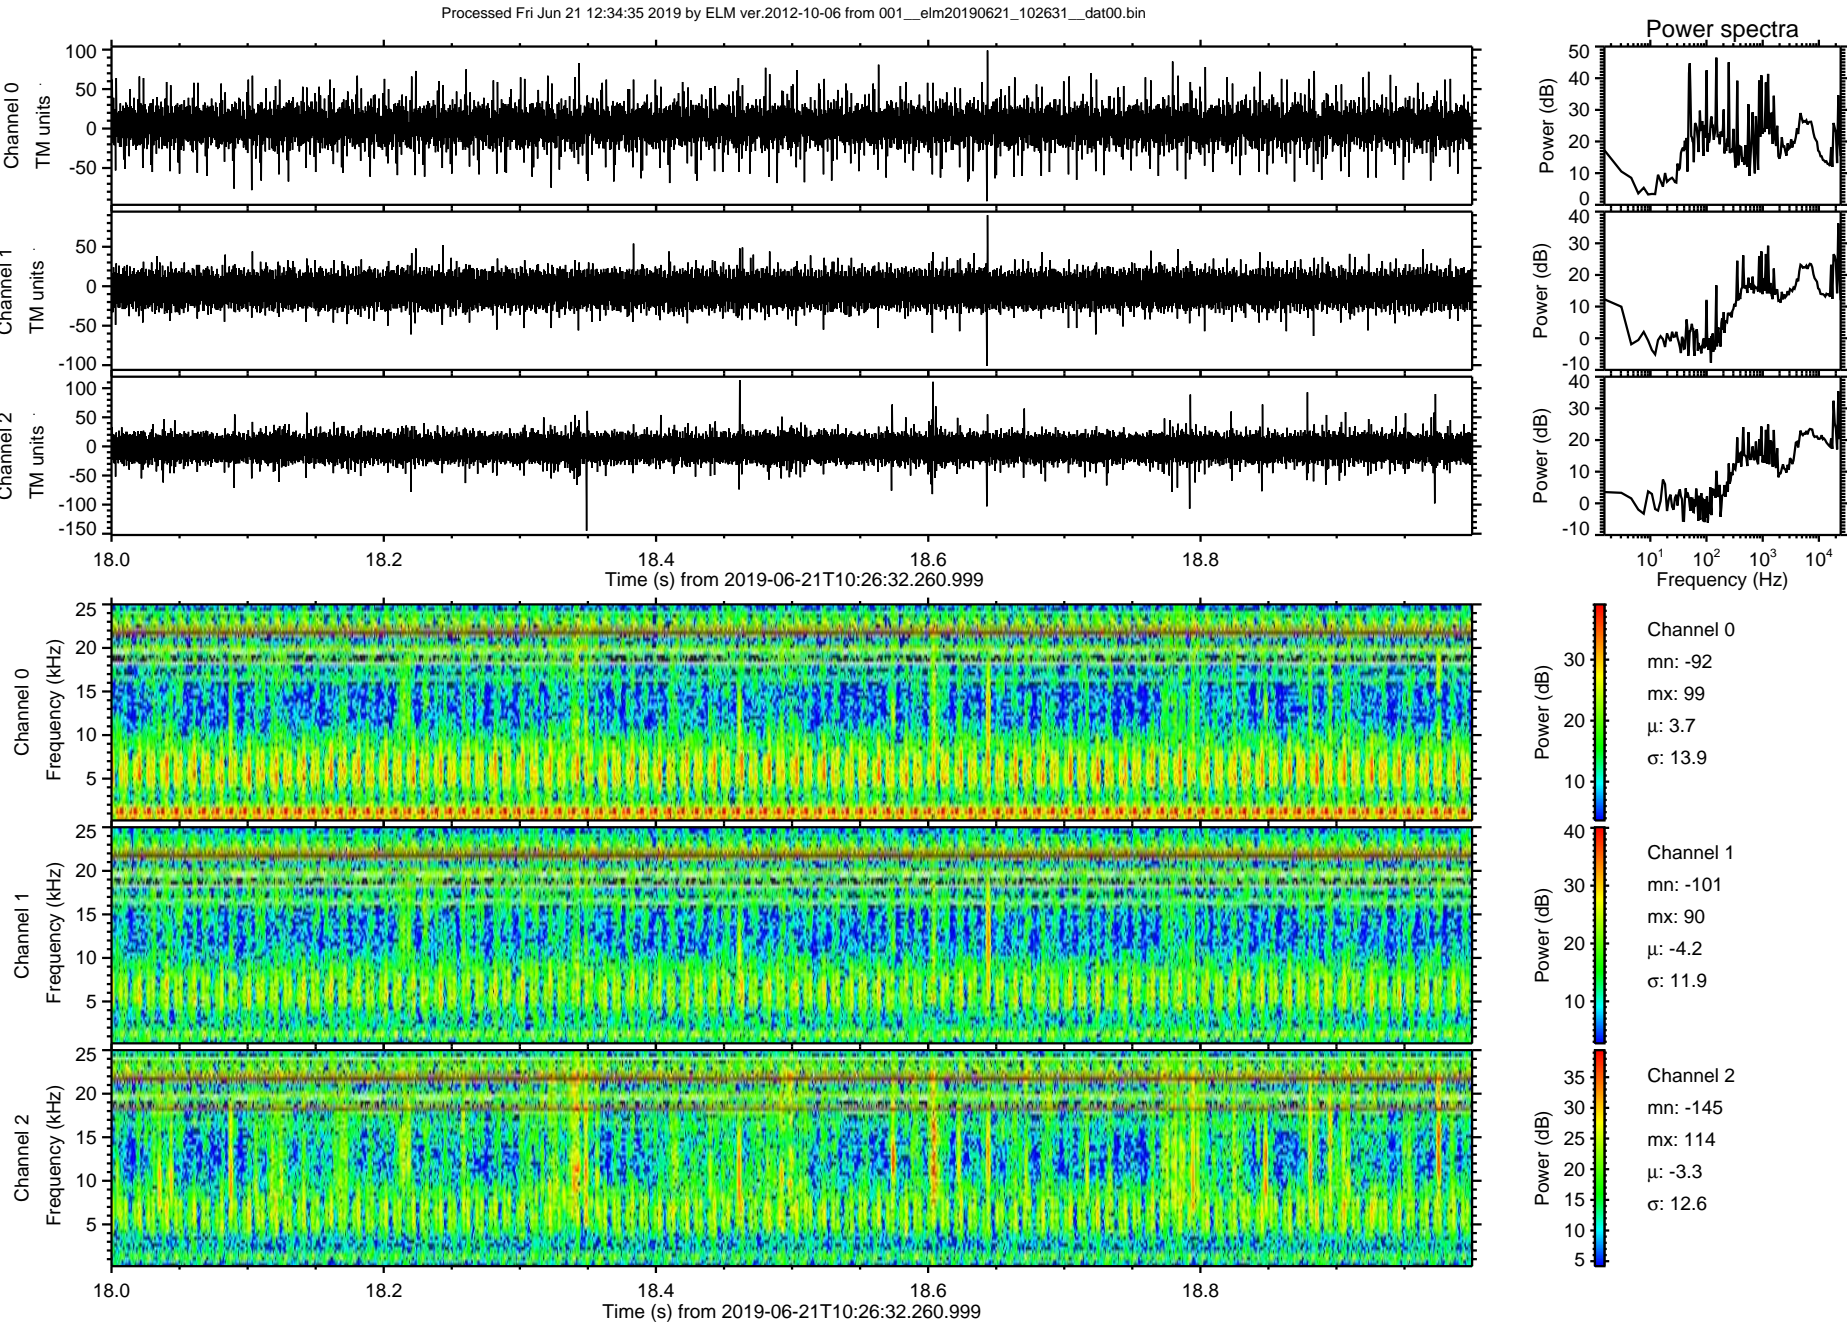 Processed Fri Jun 21 12:34:35 2019 by ELM ver.2012-10-06 from 001__elm20190621_102631__dat00.bin
Power spectra
Channel 0
TM units
100
50
0
-50
Power (dB)
50
40
30
20
10
0
Channel 1
TM units
50
0
-50
-100
Power (dB)
40
30
20
10
0
-10
Channel 2
TM units
100
50
0
-50
-100
-150
Power (dB)
40
30
20
10
0
-10
18.0 18.2 18.4 18.6 18.8
Time (s) from 2019-06-21T10:26:32.260.999
10¹ 10² 10³ 10⁴
Frequency (Hz)
Channel 0
Frequency (kHz)
25
20
15
10
5
Power (dB)
30
20
10
Channel 0
mn: -92
mx: 99
μ: 3.7
σ: 13.9
Channel 1
Frequency (kHz)
25
20
15
10
5
Power (dB)
40
30
20
10
Channel 1
mn: -101
mx: 90
μ: -4.2
σ: 11.9
Channel 2
Frequency (kHz)
25
20
15
10
5
Power (dB)
35
30
25
20
15
10
5
Channel 2
mn: -145
mx: 114
μ: -3.3
σ: 12.6
18.0 18.2 18.4 18.6 18.8
Time (s) from 2019-06-21T10:26:32.260.999